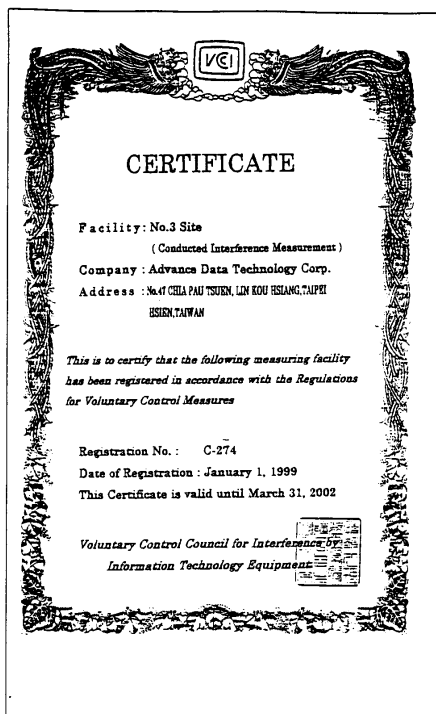 VCI
CERTIFICATE
Facility: No.3 Site
( Conducted Interference Measurement )
Company : Advance Data Technology Corp.
Address : No.47 CHIA PAU TSUEN, LIN KOU HSIANG,TAIPEI
HSIEN,TAIWAN
This is to certify that the following measuring facility
has been registered in accordance with the Regulations
for Voluntary Control Measures
Registration No. : C-274
Date of Registration : January 1, 1999
This Certificate is valid until March 31, 2002
Voluntary Control Council for Interference by
Information Technology Equipment